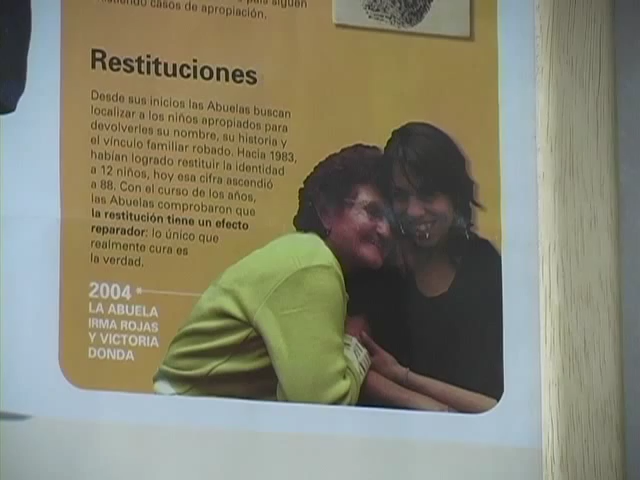 casos de apropiación.
Restituciones
Desde sus inicios las Abuelas buscan
localizar a los niños apropiados para
devolverles su nombre, su historia y
el vínculo familiar robado. Hacia 1983,
habían logrado restituir la identidad
a 12 niños, hoy esa cifra ascendió
a 88. Con el curso de los años,
las Abuelas comprobaron que
la restitución tiene un efecto
reparador: lo único que
realmente cura es
la verdad.
2004
LA ABUELA
IRMA ROJAS
Y VICTORIA
DONDA